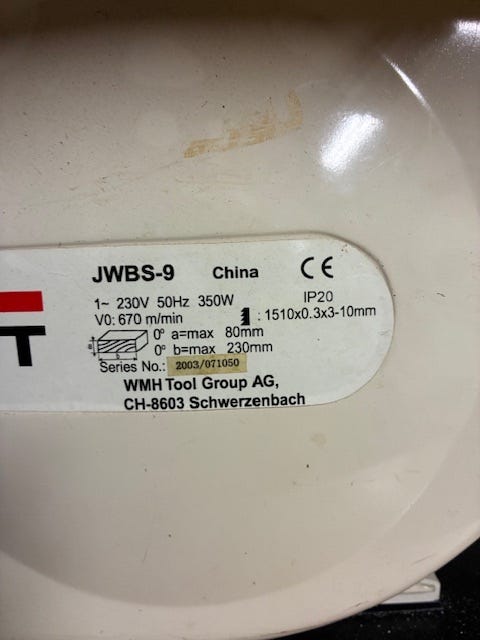 JWBS-9 China CE
1~ 230V 50Hz 350W IP20
V0: 670 m/min : 1510x0.3x3-10mm
a b 0° a=max 80mm
0° b=max 230mm
Series No.: 2003/071050
WMH Tool Group AG,
CH-8603 Schwerzenbach
T